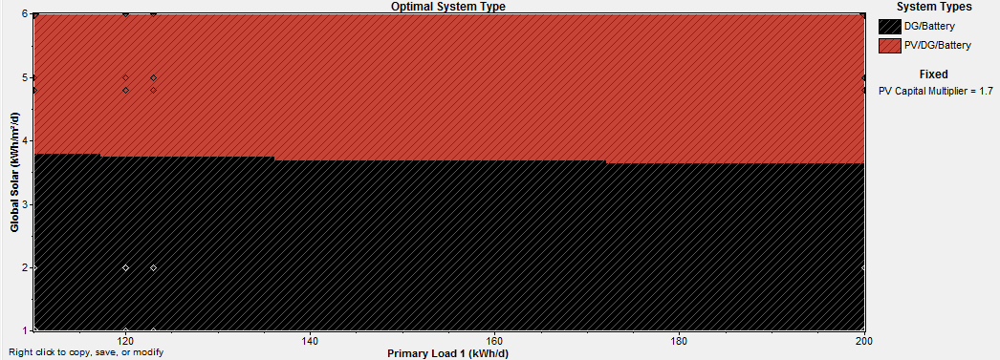 Optimal System Type
System Types
DG/Battery
PV/DG/Battery
Fixed
PV Capital Multiplier = 1.7
Global Solar (kWh/m²/d)
6
5
4
3
2
1
120
140
160
180
200
Primary Load 1 (kWh/d)
Right click to copy, save, or modify